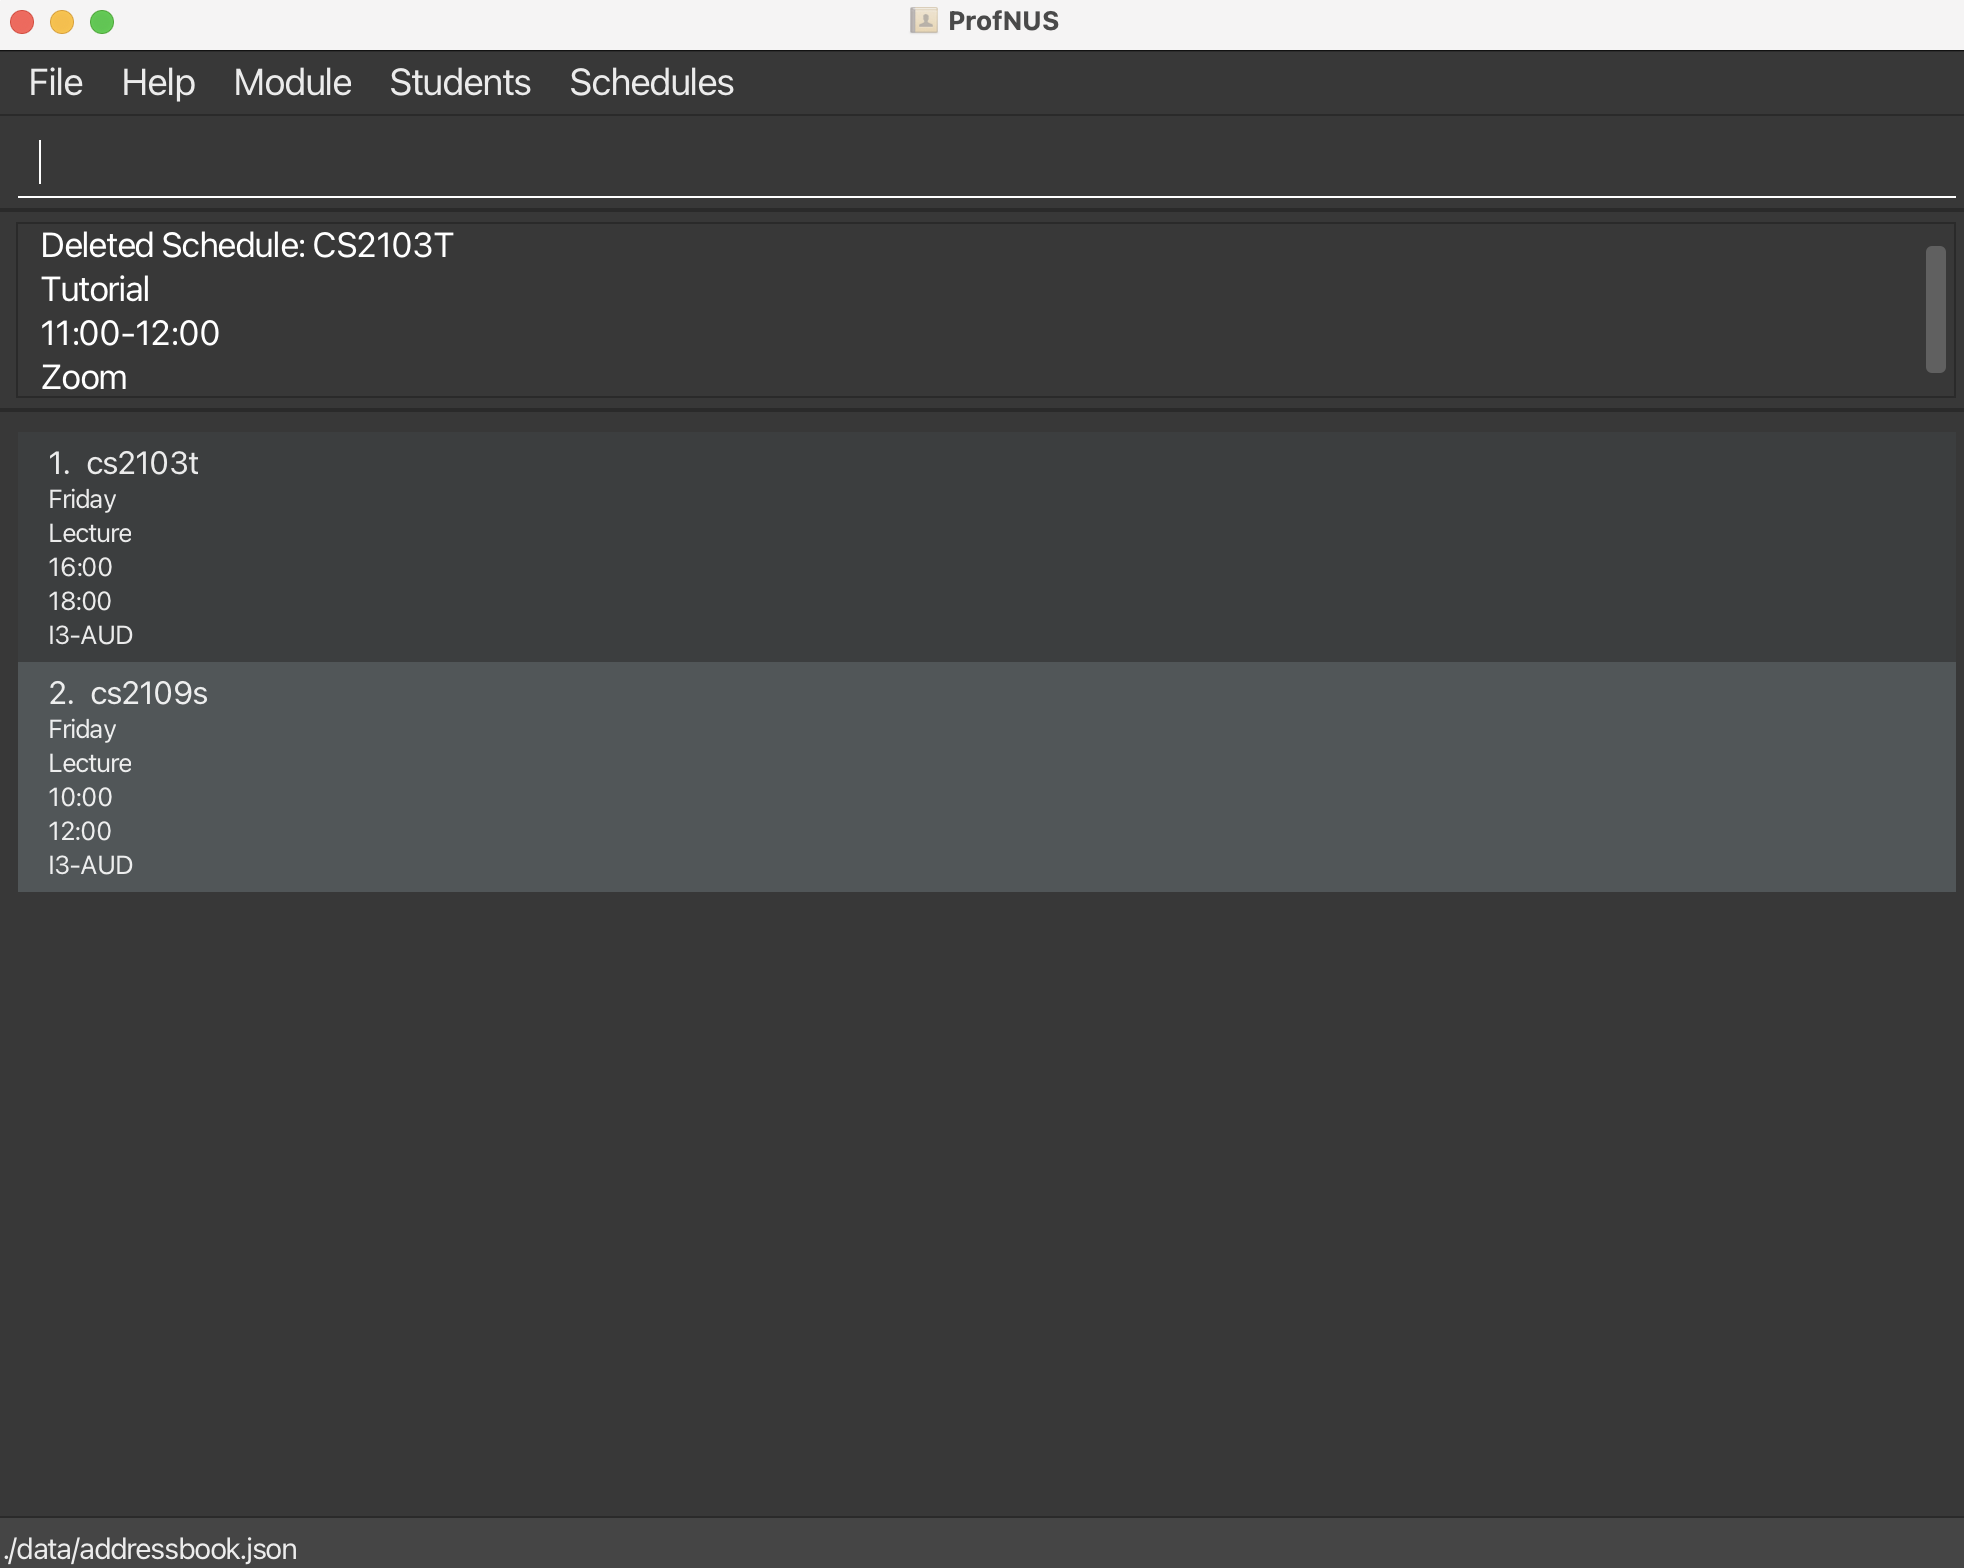 ProfNUS
File Help Module Students Schedules
Deleted Schedule: CS2103T
Tutorial
11:00-12:00
Zoom
1. cs2103t
Friday
Lecture
16:00
18:00
I3-AUD
2. cs2109s
Friday
Lecture
10:00
12:00
I3-AUD
./data/addressbook.json